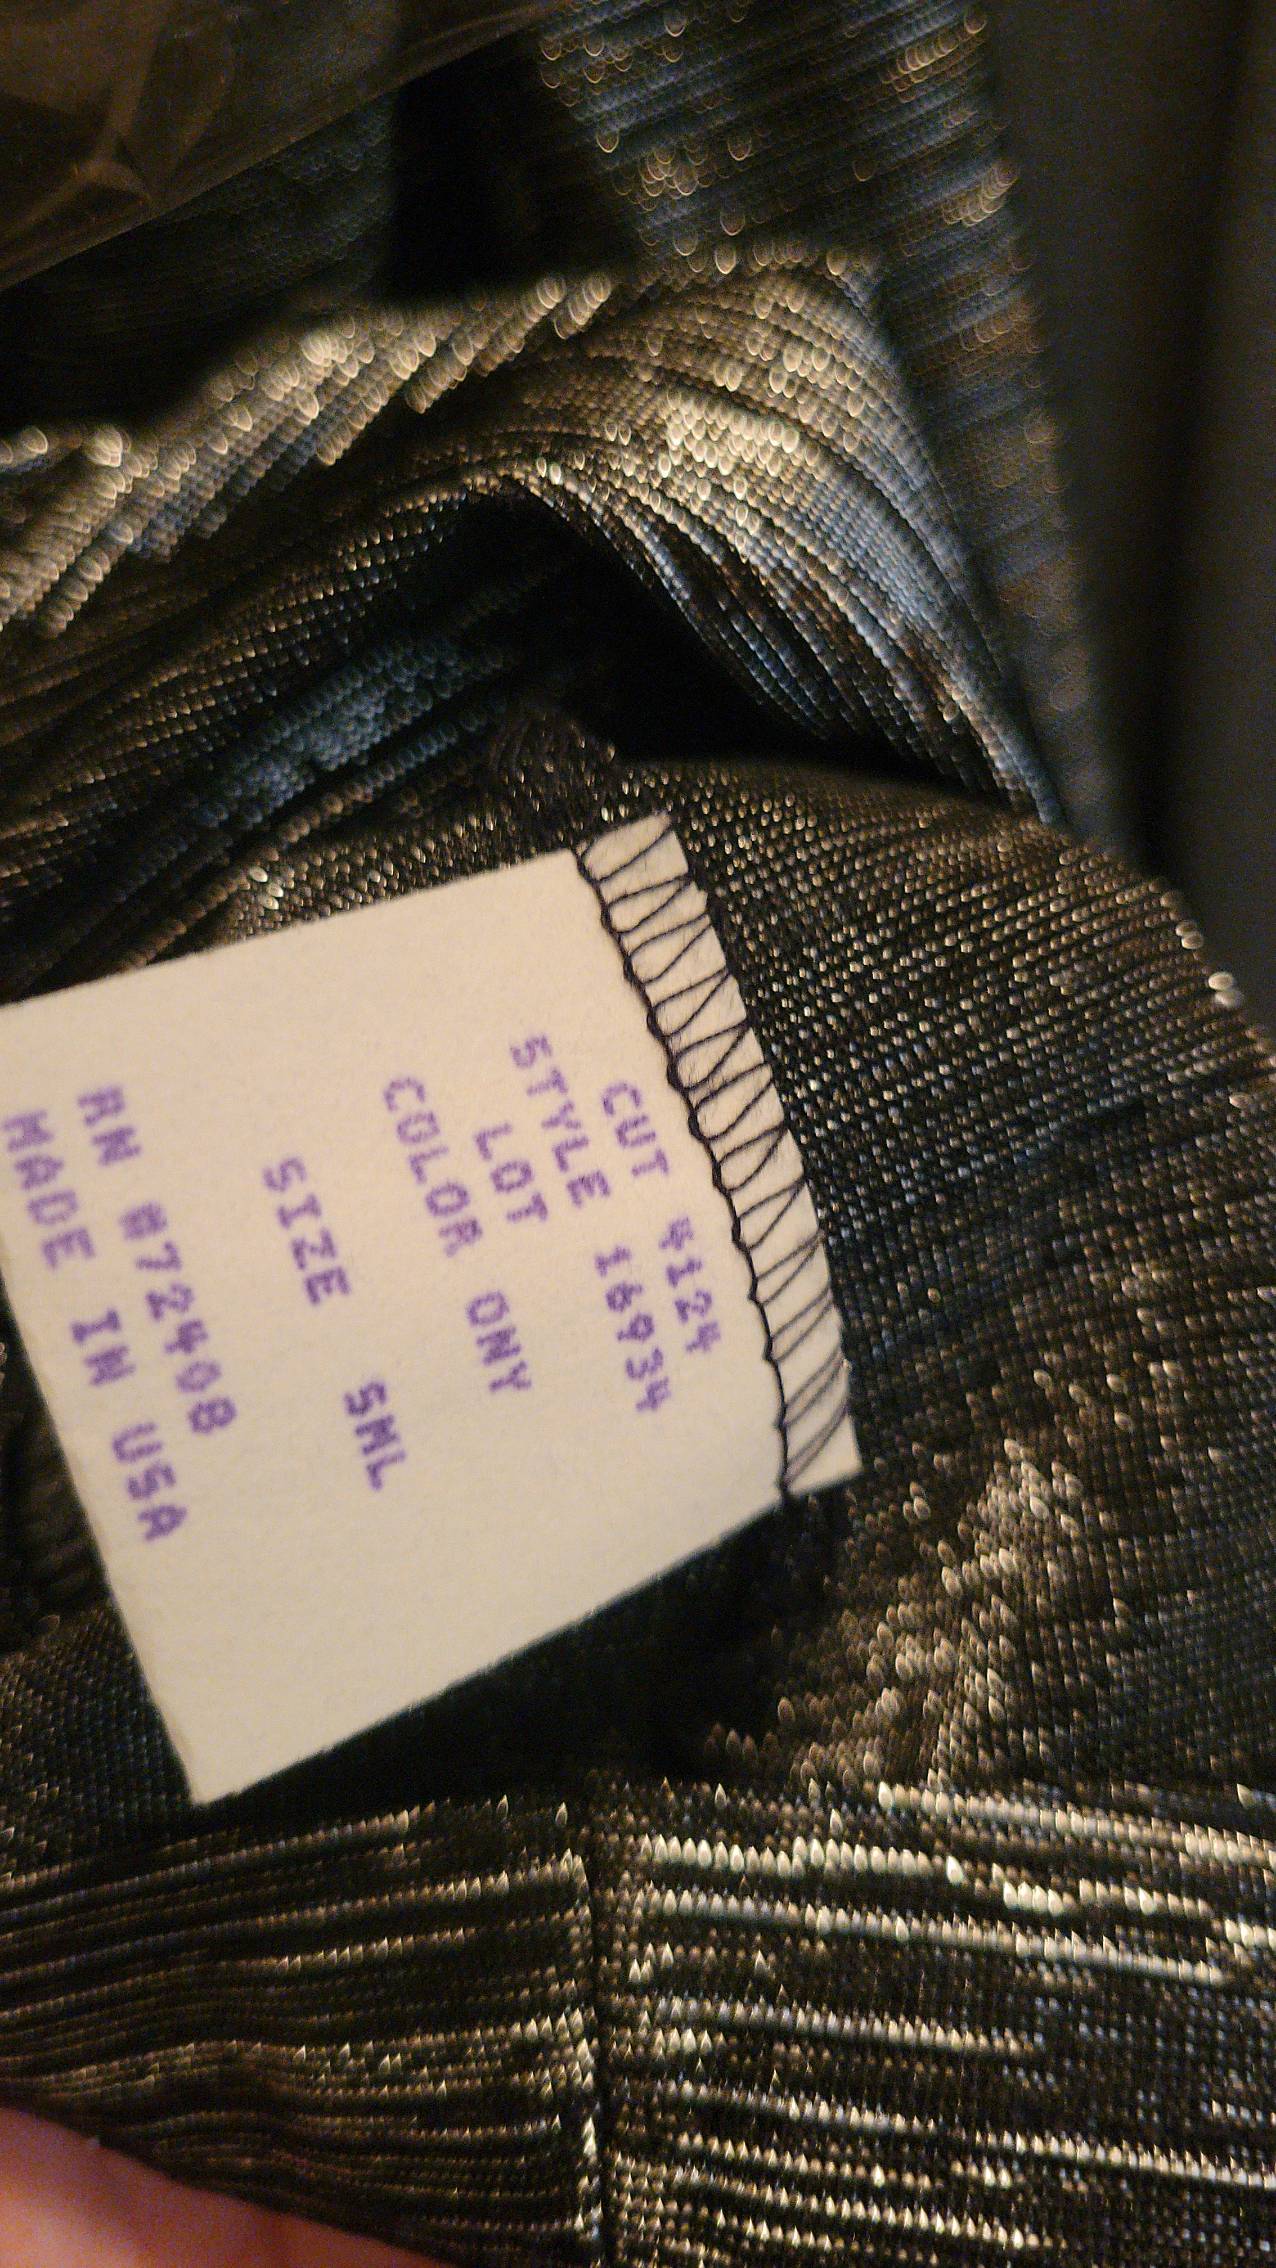 CUT 4124
STYLE 16934
LOT
COLOR ONY
SIZE SML
RN #72408
MADE IN USA